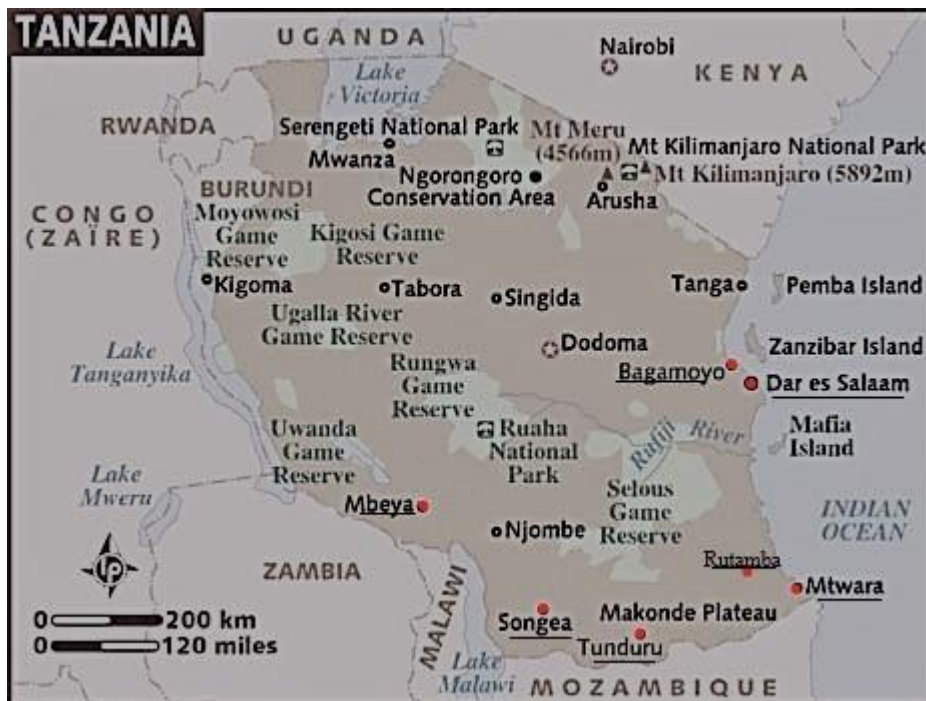 TANZANIA
UGANDA
Nairobi
KENYA
Lake
Victoria
RWANDA
Serengeti National Park
Mwanza
Mt Meru
(4566m)
Mt Kilimanjaro National Park
Mt Kilimanjaro (5892m)
Ngorongoro
Conservation Area
Arusha
BURUNDI
CONGO
(ZAÏRE)
Moyowosi
Game
Reserve
Kigosi Game
Reserve
Kigoma
Tabora
Singida
Tanga
Pemba Island
Ugalla River
Game Reserve
Dodoma
Zanzibar Island
Lake
Tanganyika
Rungwa
Game
Reserve
Bagamoyo
Dar es Salaam
Uwanda
Game
Reserve
Ruaha
National
Park
Rufiji
River
Mafia
Island
Lake
Mweru
Mbeya
Selous
Game
Reserve
INDIAN
OCEAN
Njombe
Rutamba
ZAMBIA
LP
Mtwara
MALAWI
Songea
Makonde Plateau
Tunduru
0 200 km
0 120 miles
Lake
Malawi
MOZAMBIQUE